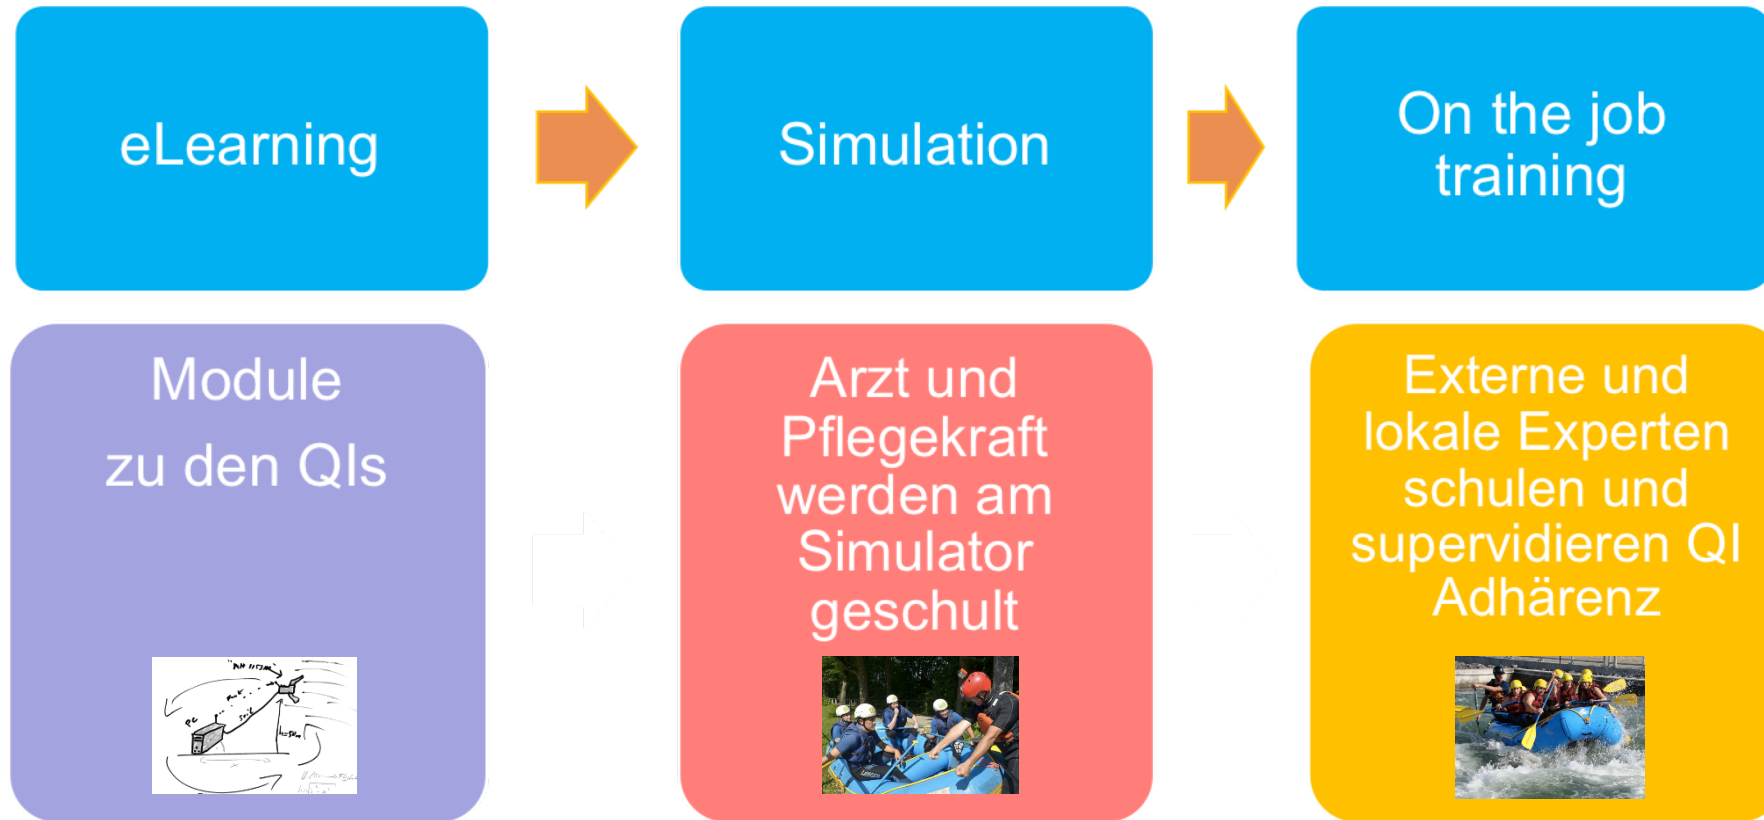 eLearning
Simulation
On the job
training
Module
zu den QIs
Arzt und
Pflegekraft
werden am
Simulator
geschult
Externe und
lokale Experten
schulen und
supervidieren QI
Adhärenz
PC